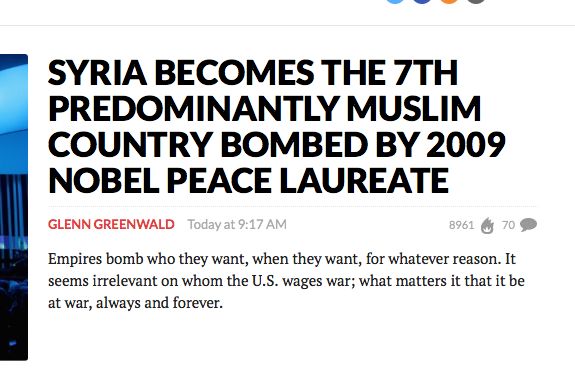 SYRIA BECOMES THE 7TH
PREDOMINANTLY MUSLIM
COUNTRY BOMBED BY 2009
NOBEL PEACE LAUREATE
GLENN GREENWALD Today at 9:17 AM 8961 70
Empires bomb who they want, when they want, for whatever reason. It
seems irrelevant on whom the U.S. wages war; what matters it that it be
at war, always and forever.